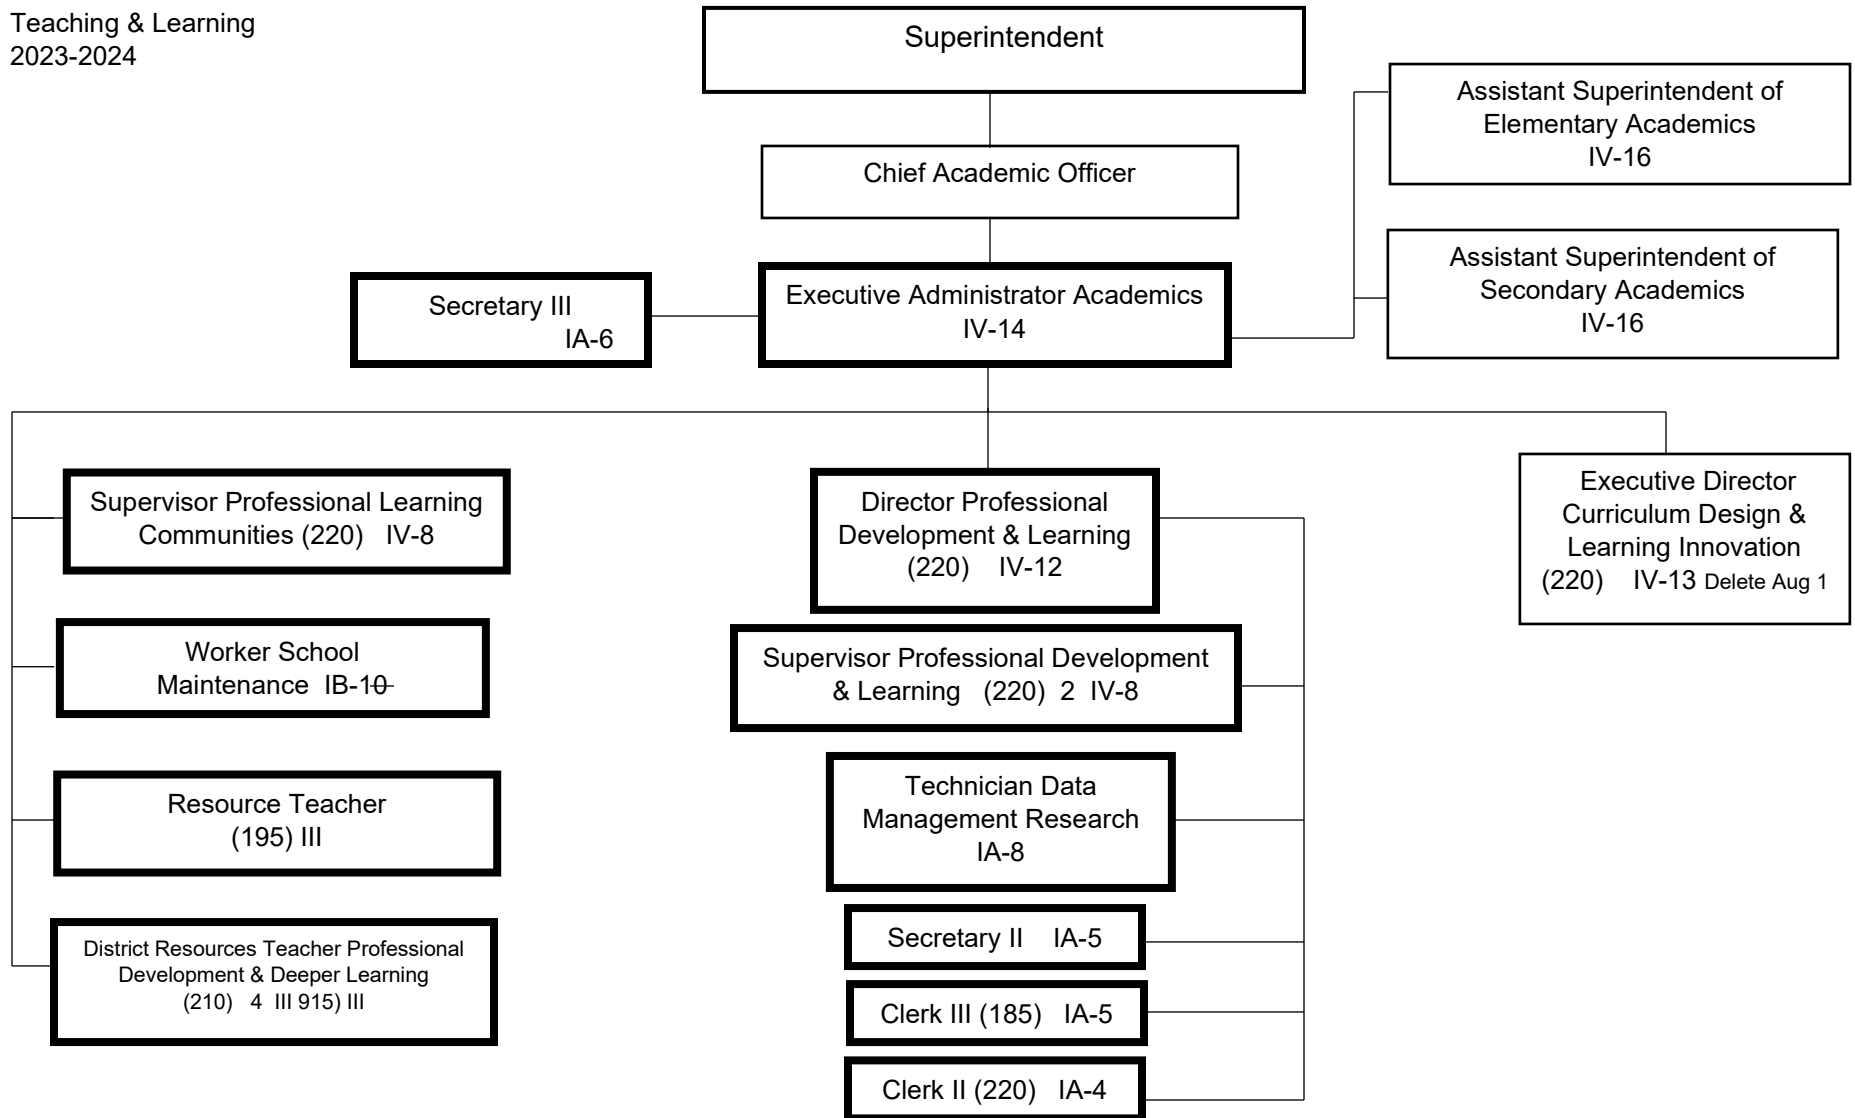 Teaching & Learning
2023-2024
Superintendent
Assistant Superintendent of
Elementary Academics
IV-16
Chief Academic Officer
Assistant Superintendent of
Secondary Academics
IV-16
Secretary III
IA-6
Executive Administrator Academics
IV-14
Supervisor Professional Learning
Communities (220) IV-8
Worker School
Maintenance IB-10
Resource Teacher
(195) III
District Resources Teacher Professional
Development & Deeper Learning
(210) 4 III 915) III
Director Professional
Development & Learning
(220) IV-12
Supervisor Professional Development
& Learning (220) 2 IV-8
Technician Data
Management Research
IA-8
Secretary II IA-5
Clerk III (185) IA-5
Clerk II (220) IA-4
Executive Director
Curriculum Design &
Learning Innovation
(220) IV-13 Delete Aug 1